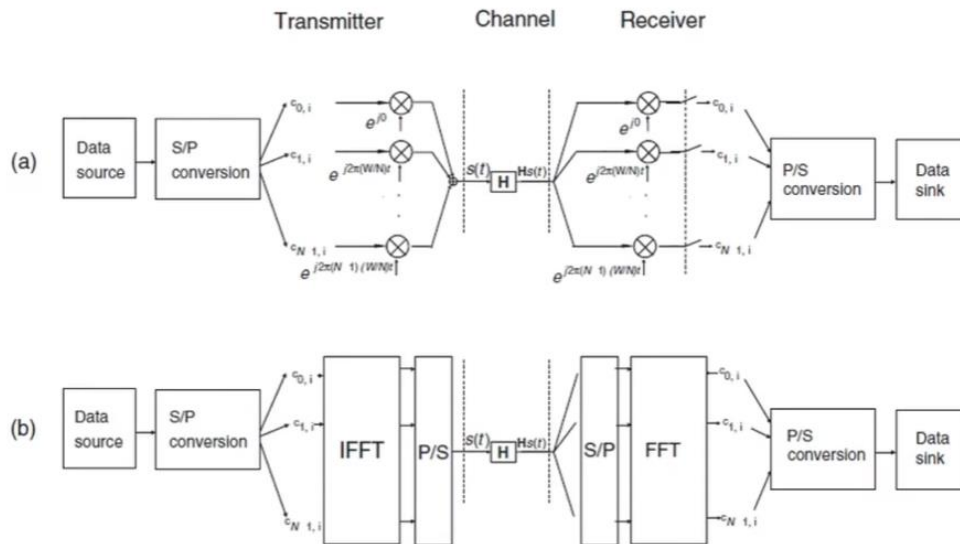 Transmitter Channel Receiver
(a)
Data
source
S/P
conversion
c0, i
c1, i
cN 1, i
e^j0
e^j2π(W/N)t
e^j2π(N 1) (W/N)t
s(t)
H
Hs(t)
e^j0
e^j2π(W/N)t
e^j2π(N 1) (W/N)t
c0, i
c1, i
cN 1, i
P/S
conversion
Data
sink
(b)
Data
source
S/P
conversion
c0, i
c1, i
cN 1, i
IFFT
P/S
s(t)
H
Hs(t)
S/P
FFT
c0, i
c1, i
cN 1, i
P/S
conversion
Data
sink